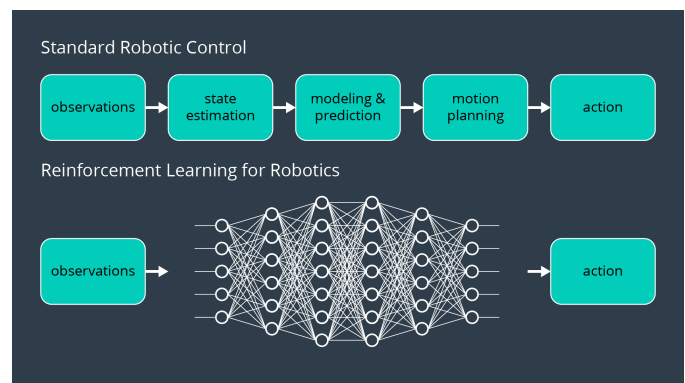 Standard Robotic Control
observations
state
estimation
modeling &
prediction
motion
planning
action
Reinforcement Learning for Robotics
observations
action